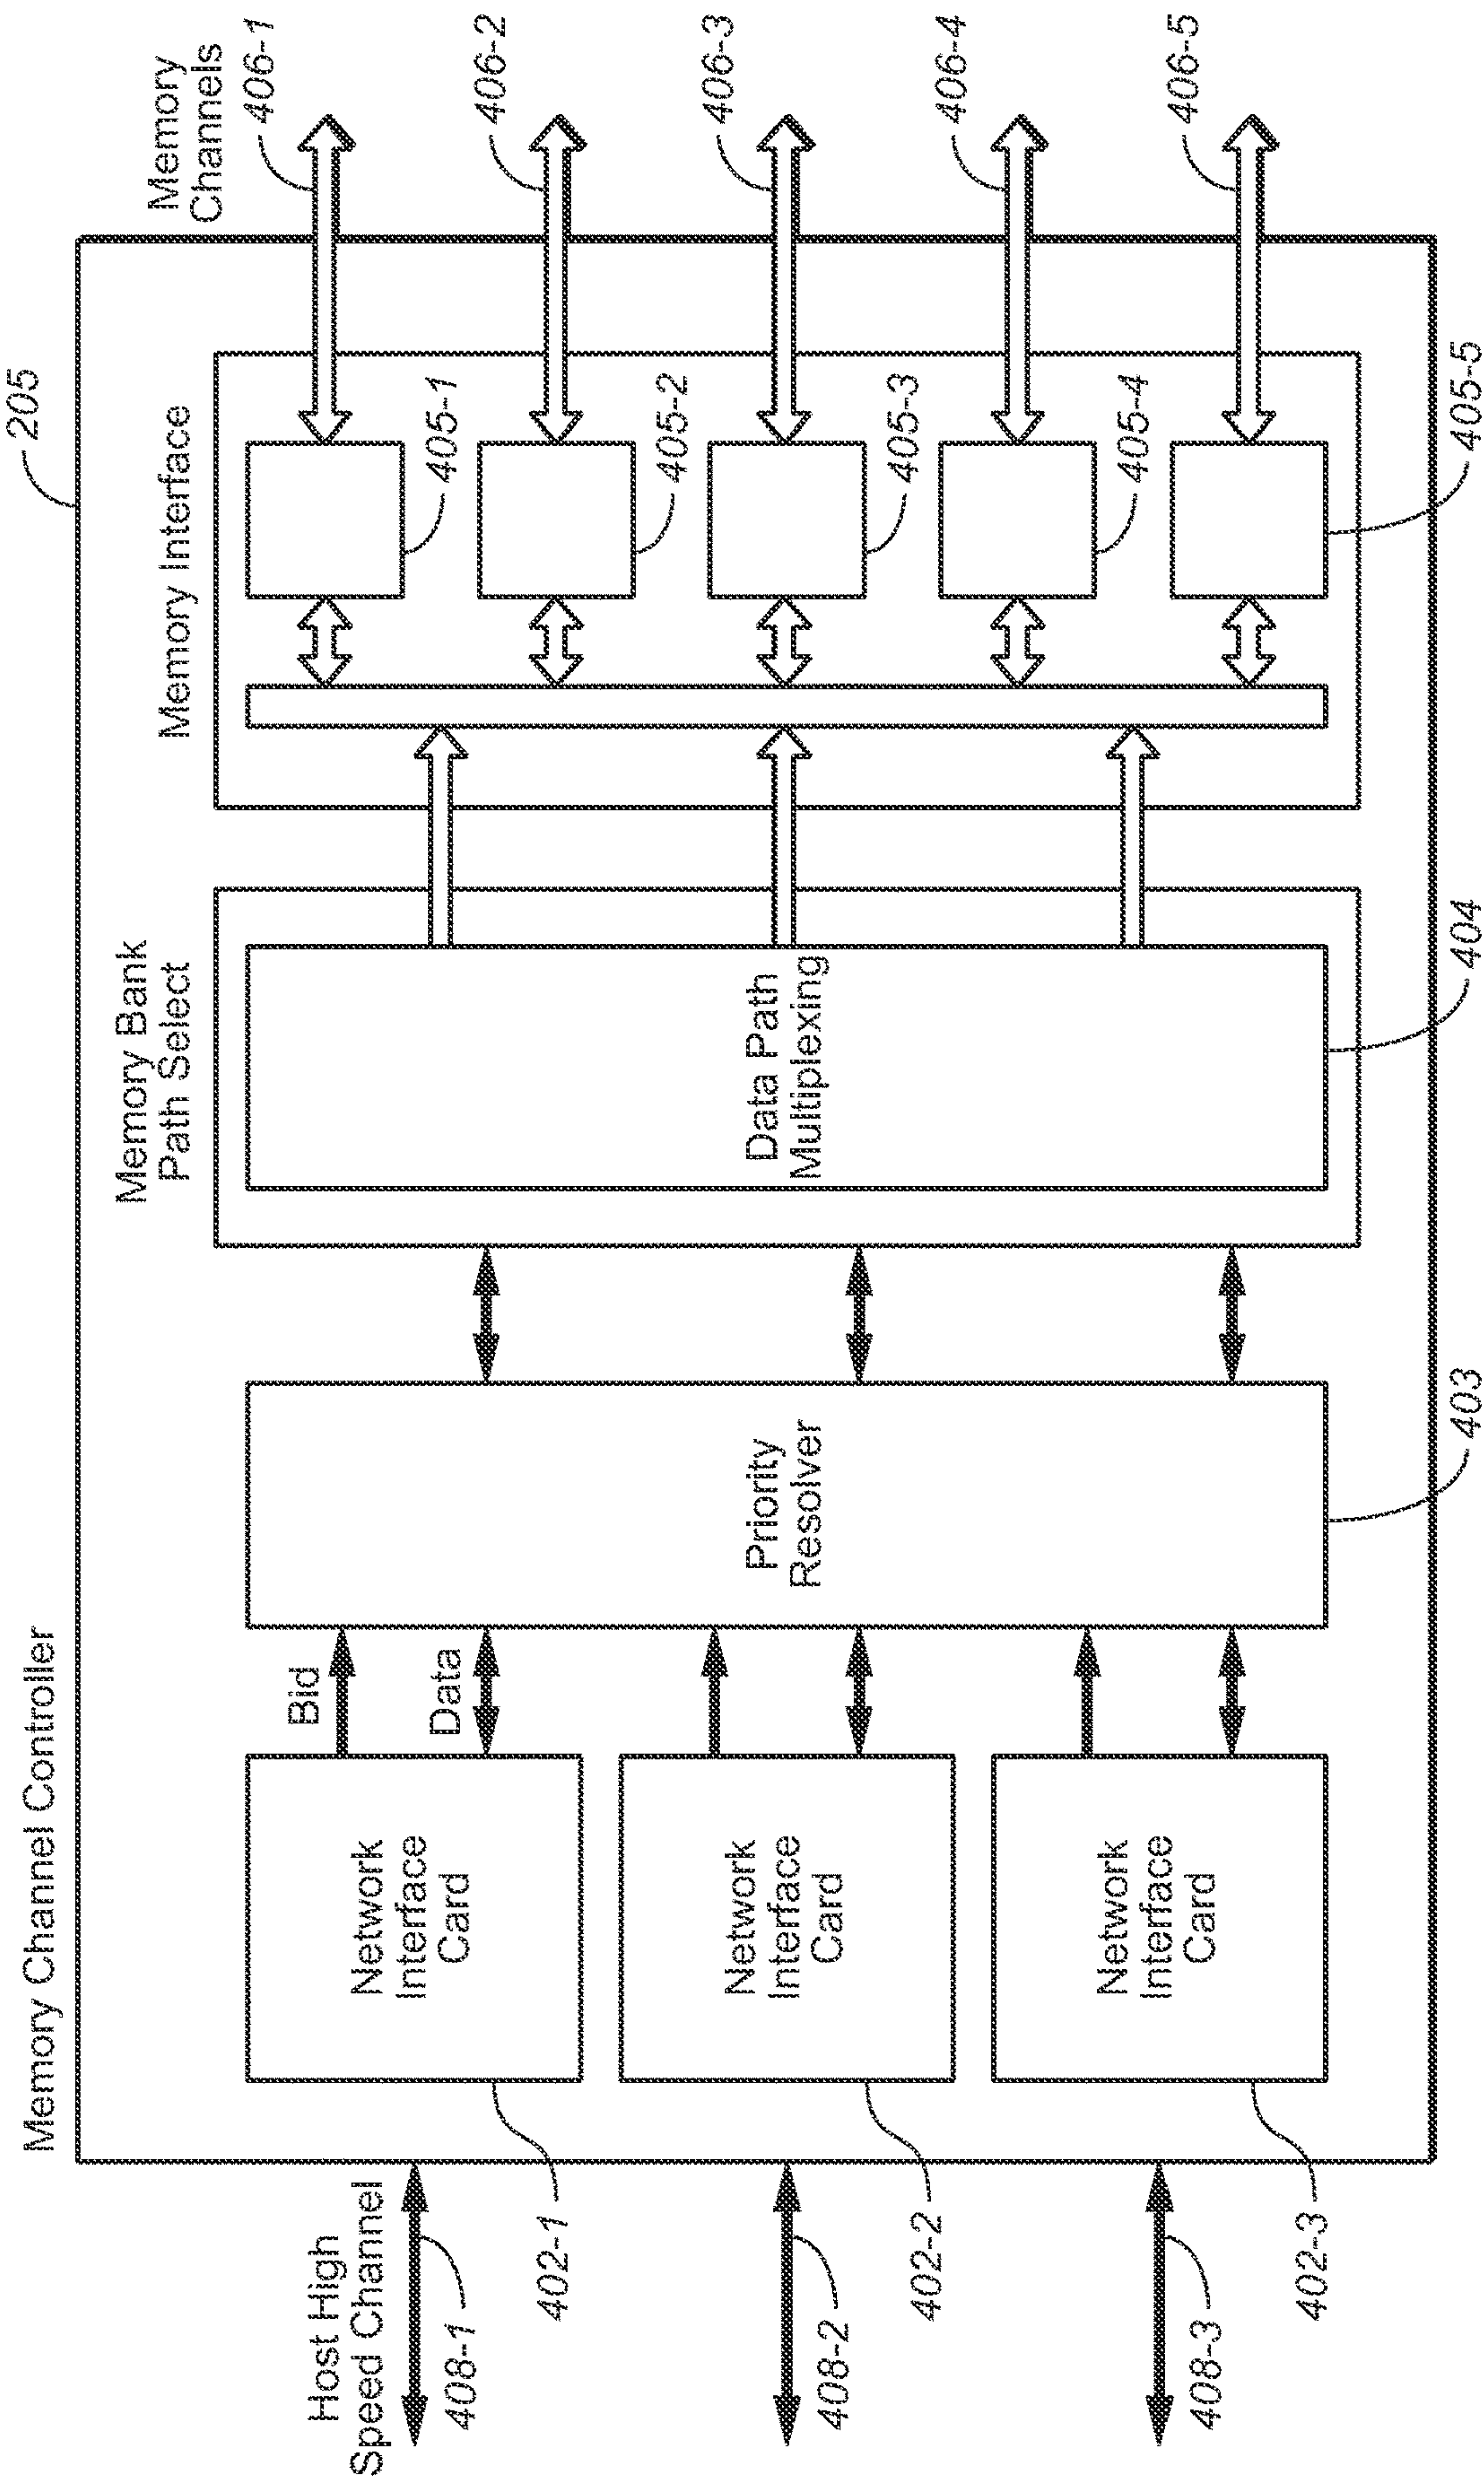 Memory Channel Controller
205
Host High
Speed Channel
408-1
408-2
408-3
Network
Interface
Card
402-1
Network
Interface
Card
402-2
Network
Interface
Card
402-3
Bid
Data
Priority
Resolver
403
Memory Bank
Path Select
Data Path
Multiplexing
404
Memory Interface
405-1
405-2
405-3
405-4
405-5
Memory
Channels
406-1
406-2
406-3
406-4
406-5